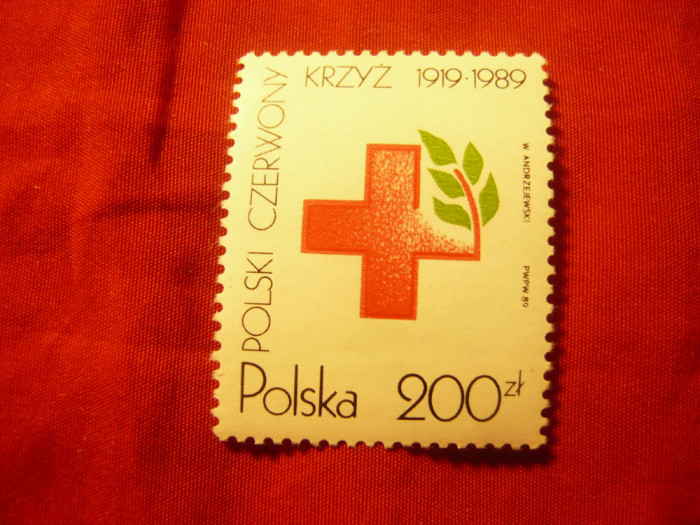 POLSKI CZERWONY
KRZYŻ 1919·1989
W ANDRZEJEWSKI PWPW 89
Polska 200 zł